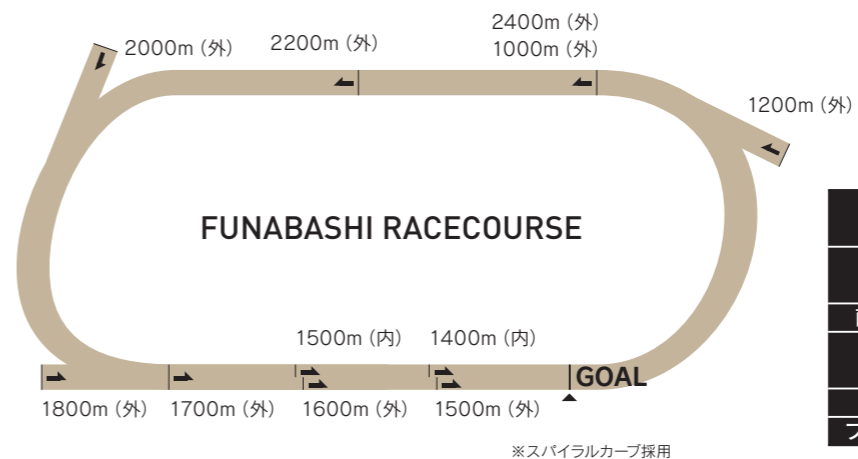 2000m (外)
2200m (外)
2400m (外)
1000m (外)
1200m (外)
FUNABASHI RACECOURSE
1500m (内)
1400m (内)
GOAL
1800m (外)
1700m (外)
1600m (外)
1500m (外)
※スパイラルカーブ採用